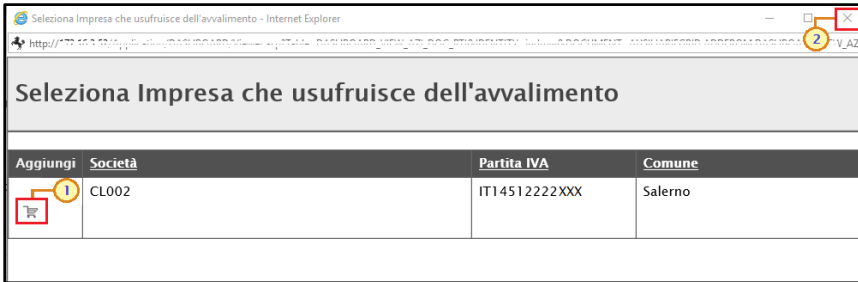 Seleziona Impresa che usufruisce dell'avvalimento - Internet Explorer
http://
2
Seleziona Impresa che usufruisce dell'avvalimento
Aggiungi Società Partita IVA Comune
1 CL002 IT14512222XXX Salerno